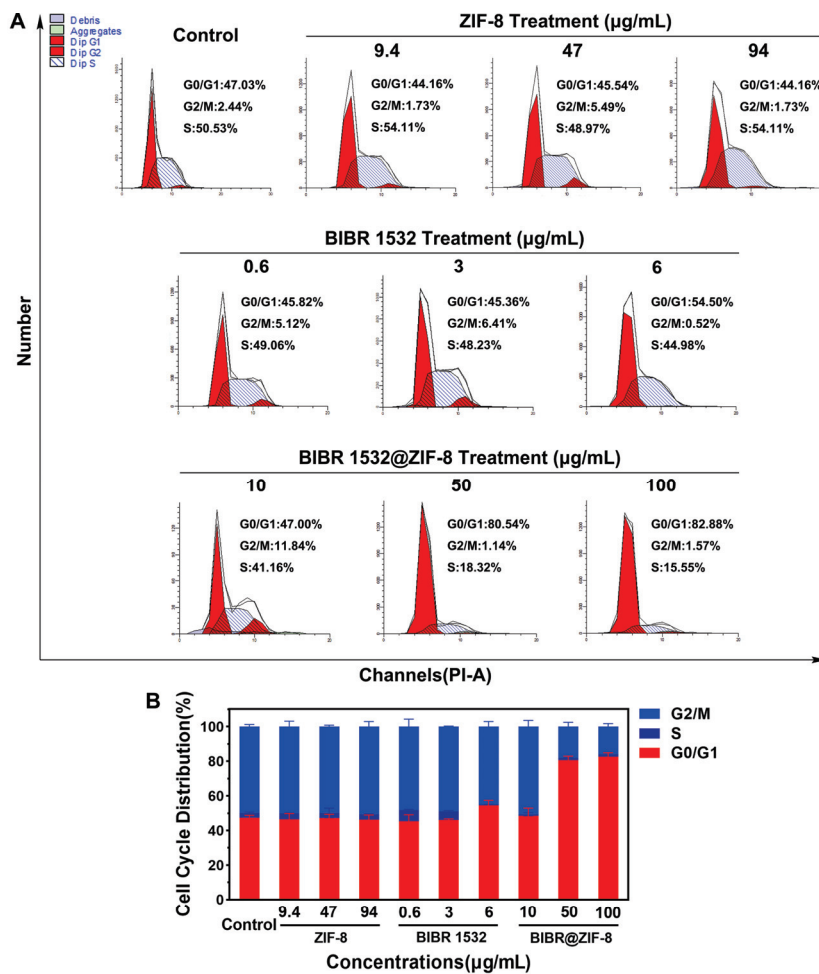 A
Debris
Aggregates
Dip G1
Dip G2
Dip S
Control
ZIF-8 Treatment (μg/mL)
9.4 47 94
G0/G1:47.03%
G2/M:2.44%
S:50.53%
G0/G1:44.16%
G2/M:1.73%
S:54.11%
G0/G1:45.54%
G2/M:5.49%
S:48.97%
G0/G1:44.16%
G2/M:1.73%
S:54.11%
BIBR 1532 Treatment (μg/mL)
0.6 3 6
G0/G1:45.82%
G2/M:5.12%
S:49.06%
G0/G1:45.36%
G2/M:6.41%
S:48.23%
G0/G1:54.50%
G2/M:0.52%
S:44.98%
BIBR 1532@ZIF-8 Treatment (μg/mL)
10 50 100
G0/G1:47.00%
G2/M:11.84%
S:41.16%
G0/G1:80.54%
G2/M:1.14%
S:18.32%
G0/G1:82.88%
G2/M:1.57%
S:15.55%
Number
Channels(PI-A)
B
Cell Cycle Distribution(%)
100
80
60
40
20
0
G2/M
S
G0/G1
Control 9.4 47 94 0.6 3 6 10 50 100
ZIF-8 BIBR 1532 BIBR@ZIF-8
Concentrations(μg/mL)